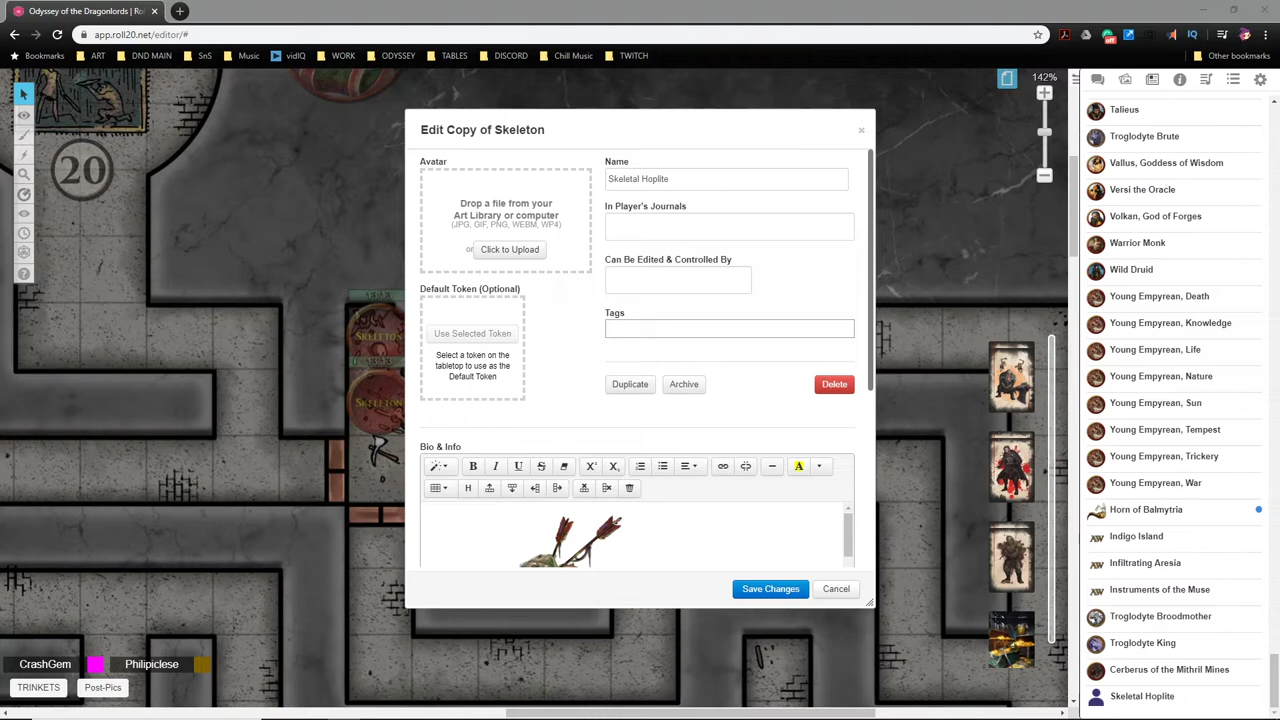 Odyssey of the Dragonlords | Rol
app.roll20.net/editor/#
off
Bookmarks
ART
DND MAIN
SnS
Music
vidIQ
WORK
ODYSSEY
TABLES
DISCORD
Chill Music
TWITCH
Other bookmarks
142%
20
SKELETON
SKELETON
Edit Copy of Skeleton
Avatar
Drop a file from your
Art Library or computer
(JPG, GIF, PNG, WEBM, WP4)
or Click to Upload
Default Token (Optional)
Use Selected Token
Select a token on the
tabletop to use as the
Default Token
Name
Skeletal Hoplite
In Player's Journals
Can Be Edited & Controlled By
Tags
Duplicate
Archive
Delete
Bio & Info
Save Changes
Cancel
Talieus
Troglodyte Brute
Vallus, Goddess of Wisdom
Versi the Oracle
Volkan, God of Forges
Warrior Monk
Wild Druid
Young Empyrean, Death
Young Empyrean, Knowledge
Young Empyrean, Life
Young Empyrean, Nature
Young Empyrean, Sun
Young Empyrean, Tempest
Young Empyrean, Trickery
Young Empyrean, War
Horn of Balmytria
Indigo Island
Infiltrating Aresia
Instruments of the Muse
Troglodyte Broodmother
Troglodyte King
Cerberus of the Mithril Mines
Skeletal Hoplite
CrashGem
Philipiclese
TRINKETS
Post-Pics